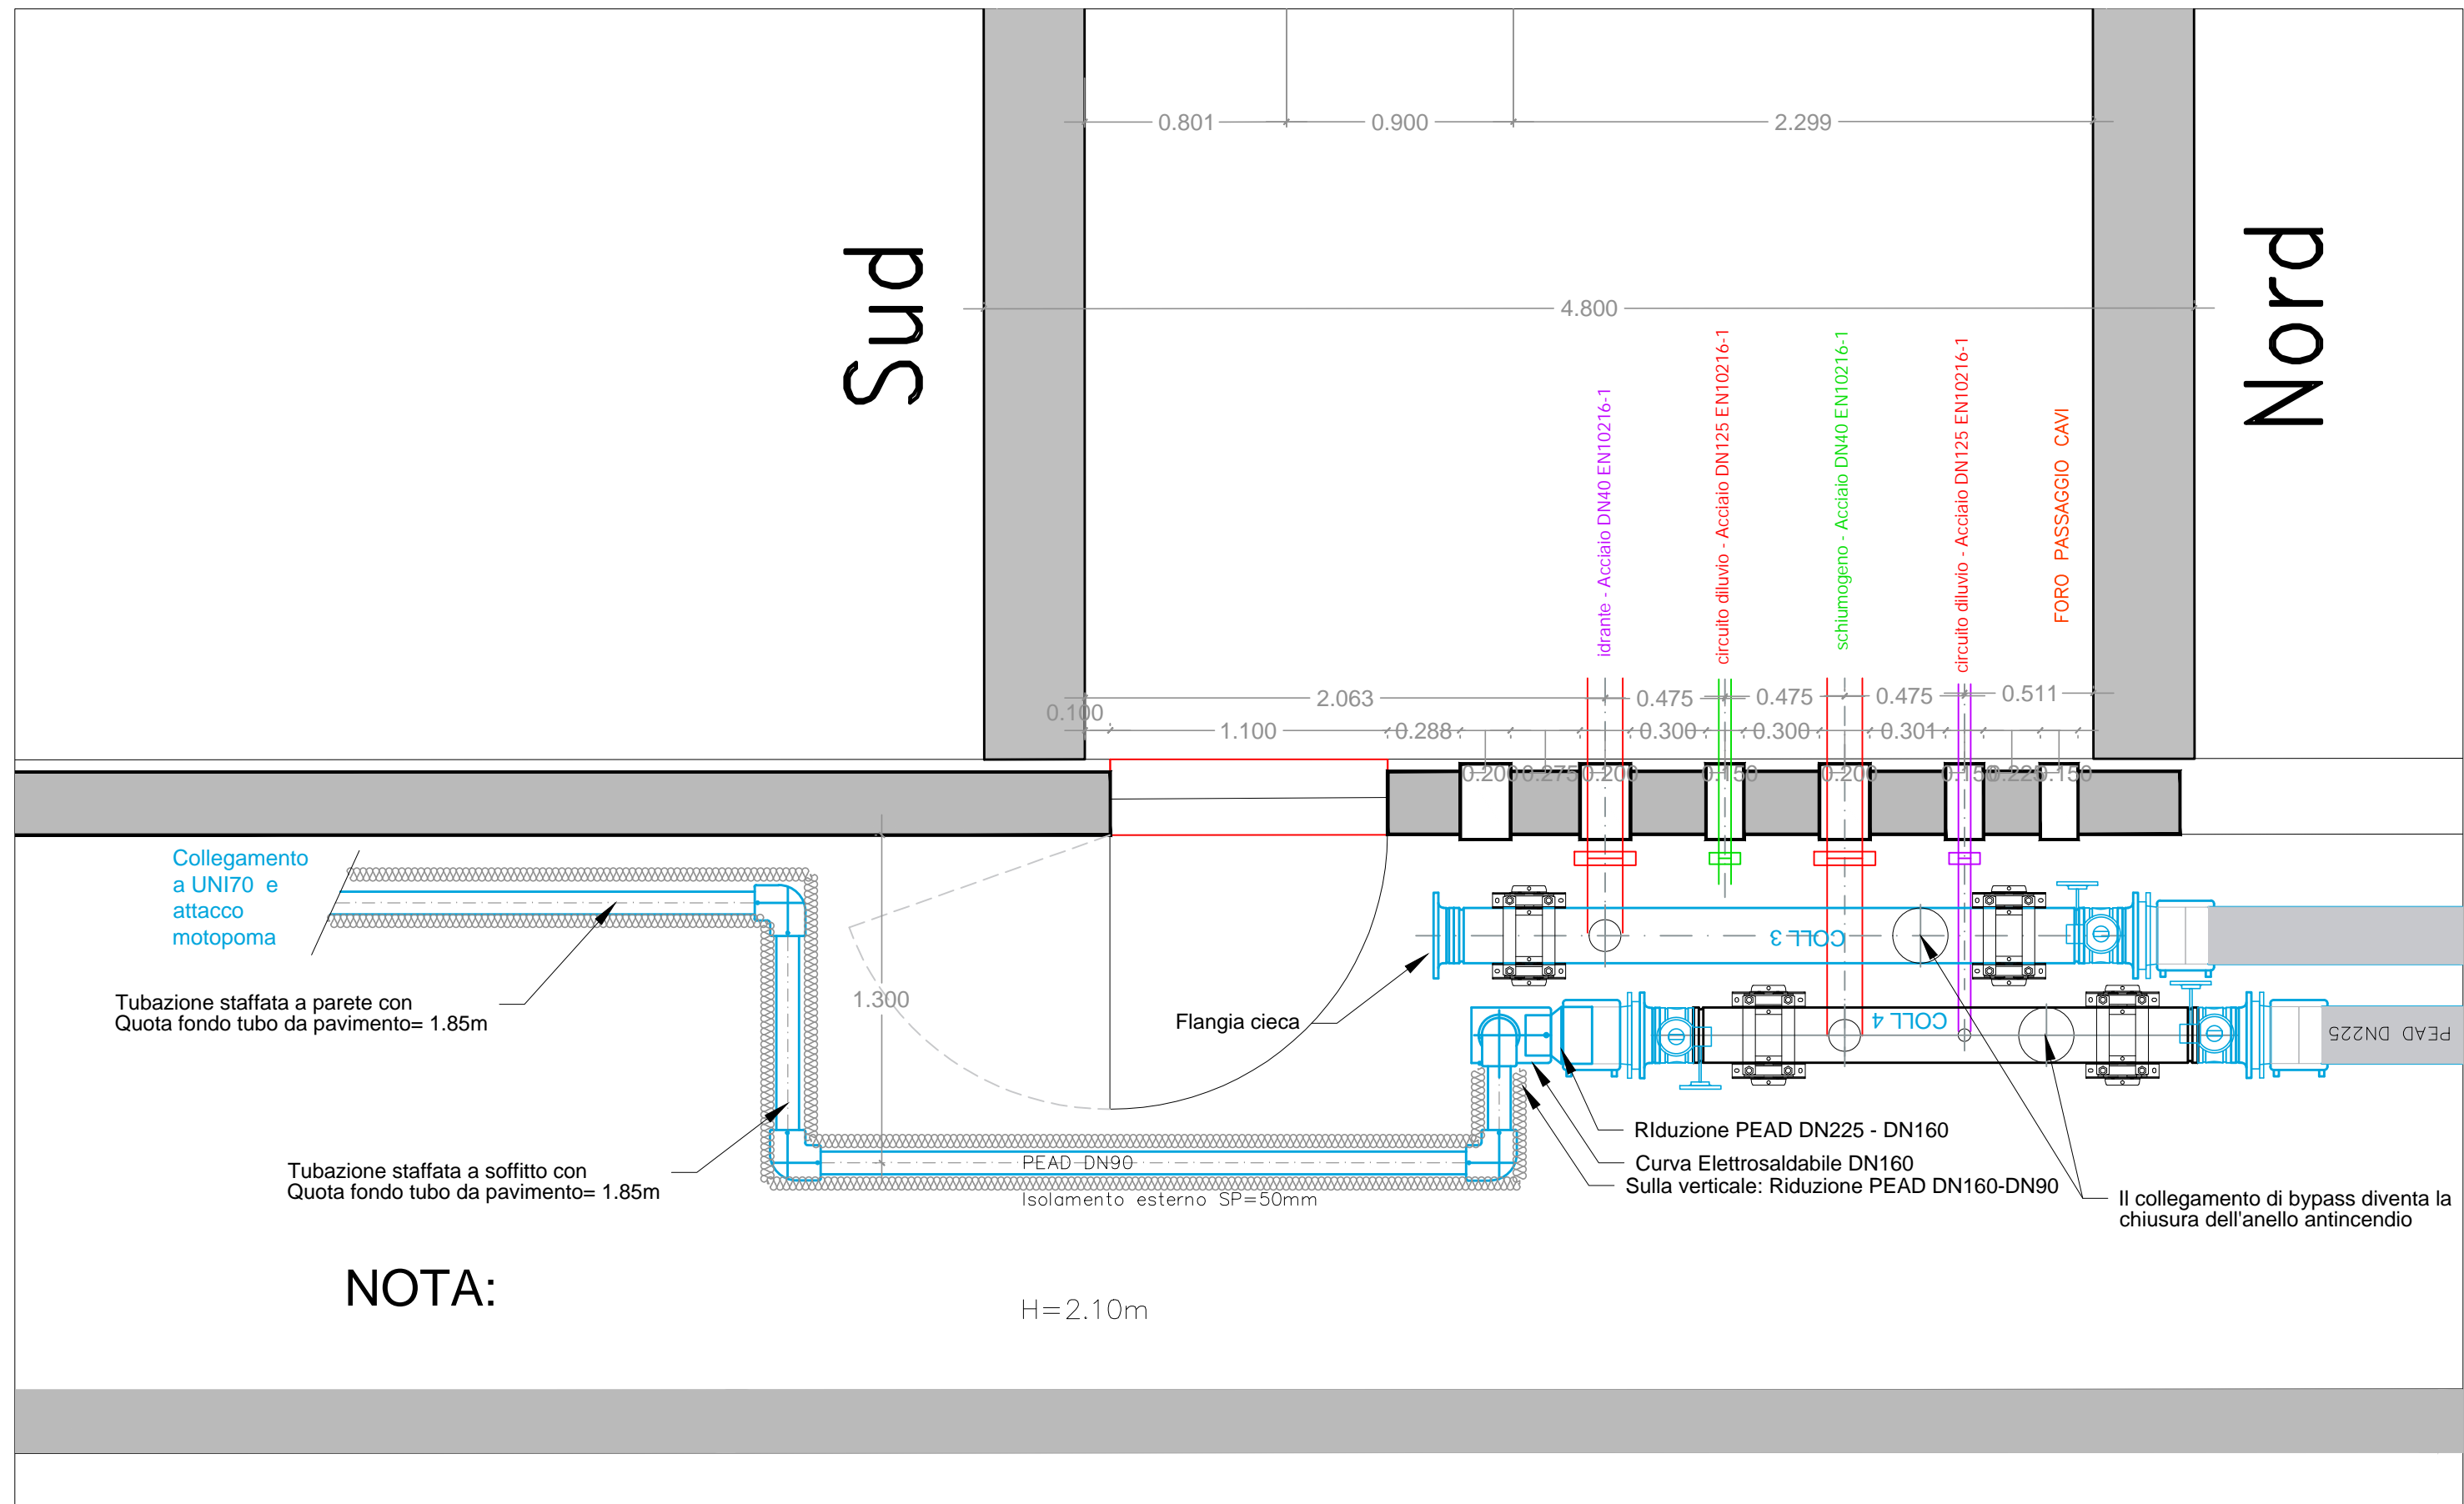 0.801
0.900
2.299
Sud
Nord
4.800
idrante - Acciaio DN40 EN10216-1
circuito diluvio - Acciaio DN125 EN10216-1
schiumogeno - Acciaio DN40 EN10216-1
circuito diluvio - Acciaio DN125 EN10216-1
FORO PASSAGGIO CAVI
2.063
0.475
0.475
0.475
0.511
0.100
1.100
0.288
0.300
0.300
0.301
0.200
0.275
0.200
0.150
0.200
0.150
0.225
0.150
Collegamento
a UNI70 e
attacco
motopoma
Tubazione staffata a parete con
Quota fondo tubo da pavimento= 1.85m
1.300
Flangia cieca
COLL 3
COLL 4
PEAD DN225
RIduzione PEAD DN225 - DN160
Curva Elettrosaldabile DN160
Sulla verticale: Riduzione PEAD DN160-DN90
Tubazione staffata a soffitto con
Quota fondo tubo da pavimento= 1.85m
PEAD DN90
Isolamento esterno SP=50mm
Il collegamento di bypass diventa la
chiusura dell'anello antincendio
NOTA:
H=2.10m